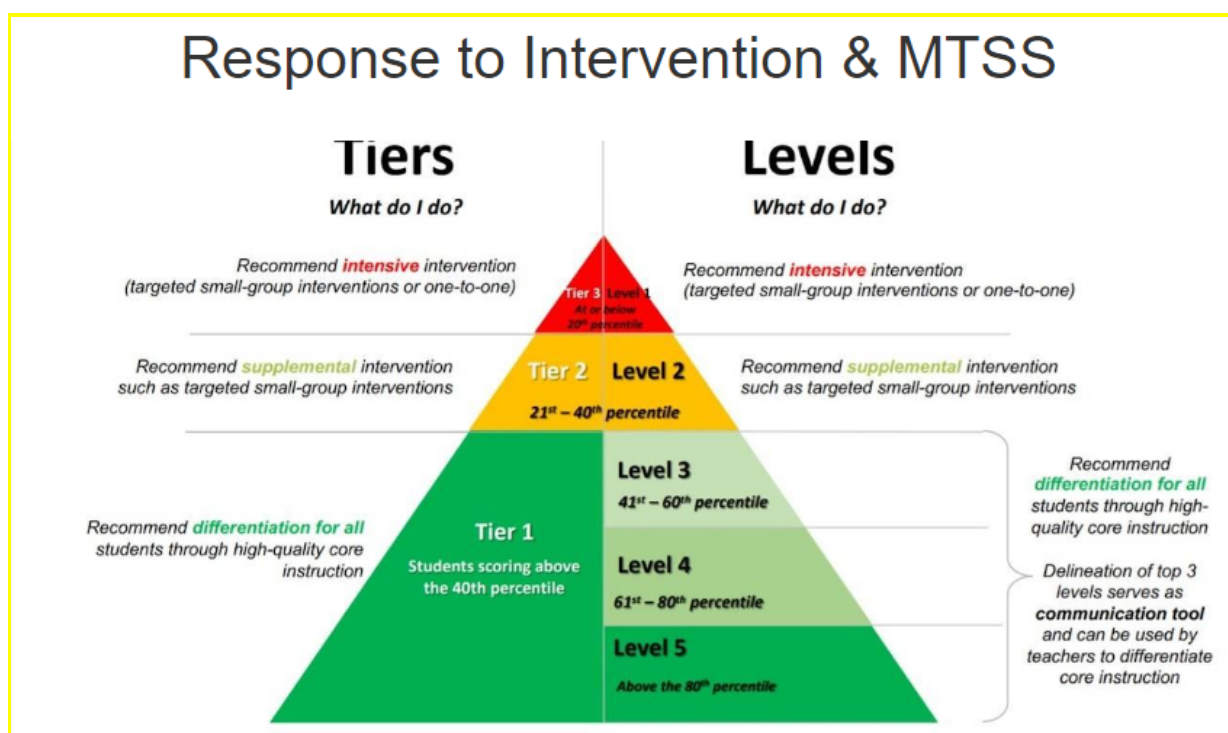 Response to Intervention & MTSS
Tiers
What do I do?
Levels
What do I do?
Recommend intensive intervention
(targeted small-group interventions or one-to-one)
Tier 3 Level 1
At or below
20th percentile
Recommend intensive intervention
(targeted small-group interventions or one-to-one)
Recommend supplemental intervention
such as targeted small-group interventions
Tier 2 Level 2
21st – 40th percentile
Recommend supplemental intervention
such as targeted small-group interventions
Recommend differentiation for all
students through high-quality core
instruction
Tier 1
Students scoring above
the 40th percentile
Level 3
41st – 60th percentile
Level 4
61st – 80th percentile
Level 5
Above the 80th percentile
Recommend
differentiation for all
students through high-
quality core instruction
Delineation of top 3
levels serves as
communication tool
and can be used by
teachers to differentiate
core instruction